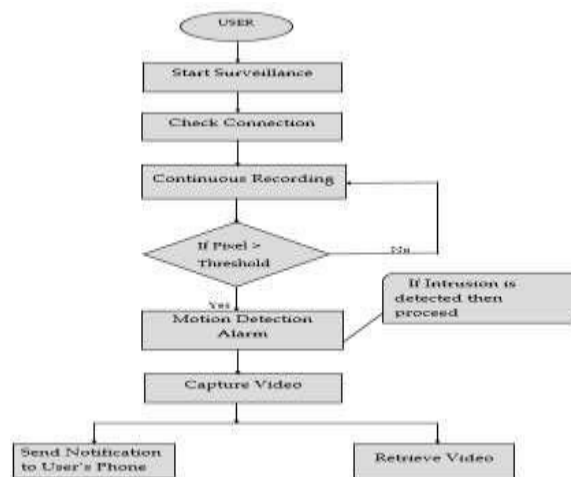 USER
Start Surveillance
Check Connection
Continuous Recording
If Pixel >
Threshold
No
Yes
If Intrusion is
detected then
proceed
Motion Detection
Alarm
Capture Video
Send Notification
to User's Phone
Retrieve Video